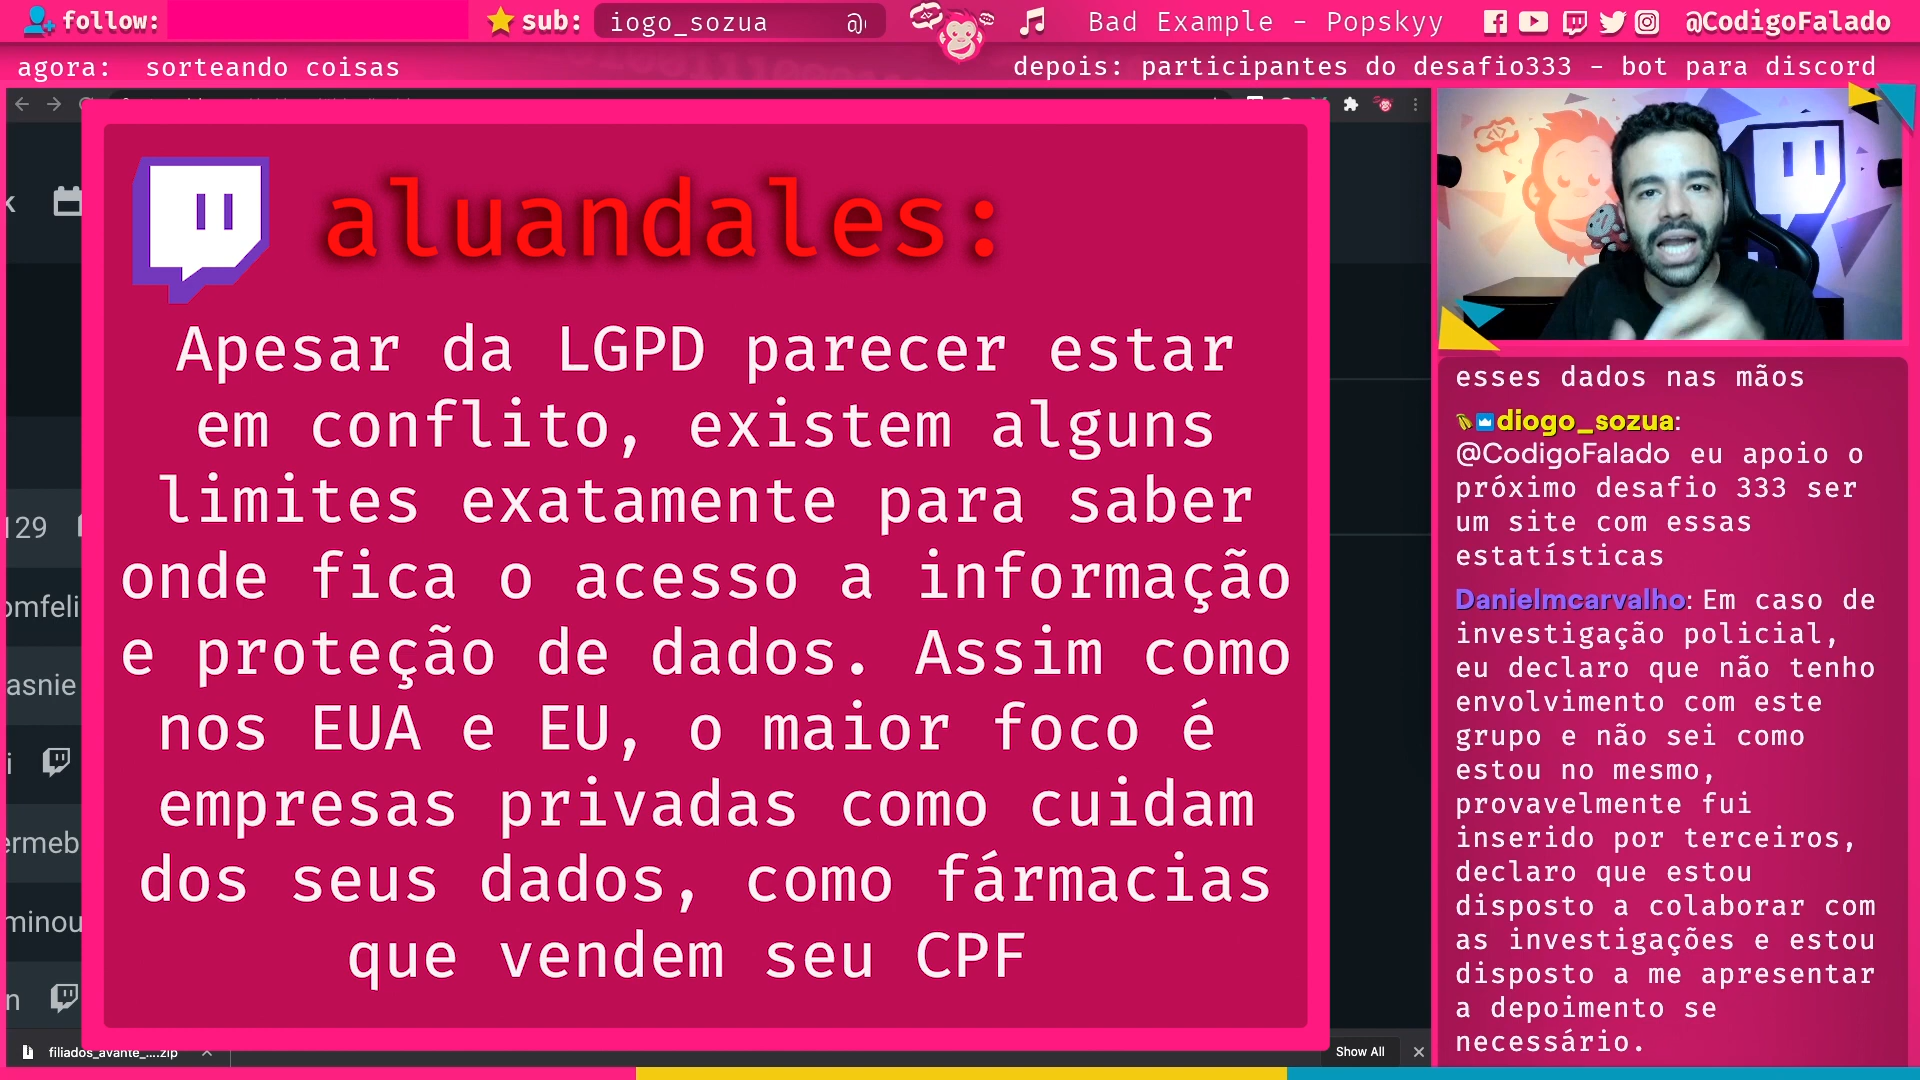 follow:
sub: iogo_sozua @
Bad Example - Popskyy
@CodigoFalado
agora: sorteando coisas
depois: participantes do desafio333 - bot para discord
aluandales:
Apesar da LGPD parecer estar
em conflito, existem alguns
limites exatamente para saber
onde fica o acesso a informação
e proteção de dados. Assim como
nos EUA e EU, o maior foco é
empresas privadas como cuidam
dos seus dados, como fármacias
que vendem seu CPF
129
omfeli
asnie
i
ermeb
minou
n
filiados_avante_....zip
Show All
esses dados nas mãos
diogo_sozua:
@CodigoFalado eu apoio o
próximo desafio 333 ser
um site com essas
estatísticas
Danielmcarvalho: Em caso de
investigação policial,
eu declaro que não tenho
envolvimento com este
grupo e não sei como
estou no mesmo,
provavelmente fui
inserido por terceiros,
declaro que estou
disposto a colaborar com
as investigações e estou
disposto a me apresentar
a depoimento se
necessário.